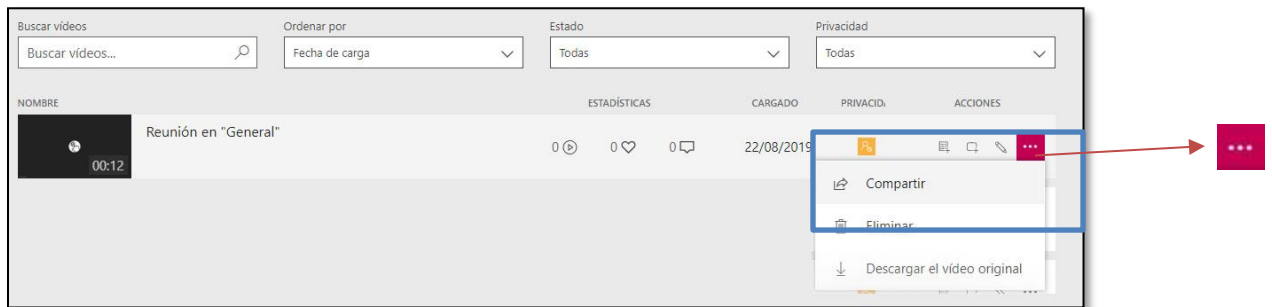 Buscar vídeos Ordenar por Estado Privacidad
Buscar vídeos... Fecha de carga Todas Todas
NOMBRE ESTADÍSTICAS CARGADO PRIVACID ACCIONES
Reunión en "General"
0 0 0 22/08/2019
00:12
Compartir
Eliminar
Descargar el vídeo original